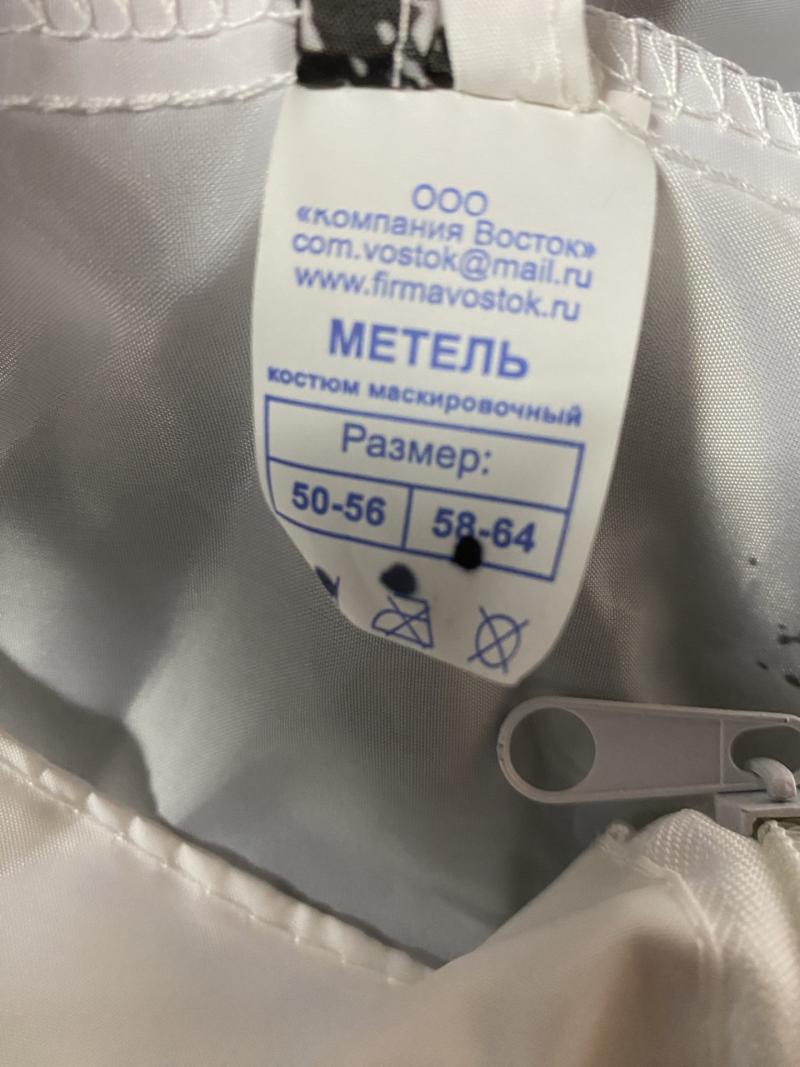 ООО
«Компания Восток»
com.vostok@mail.ru
www.firmavostok.ru
МЕТЕЛЬ
костюм маскировочный
Размер:
50-56 58-64